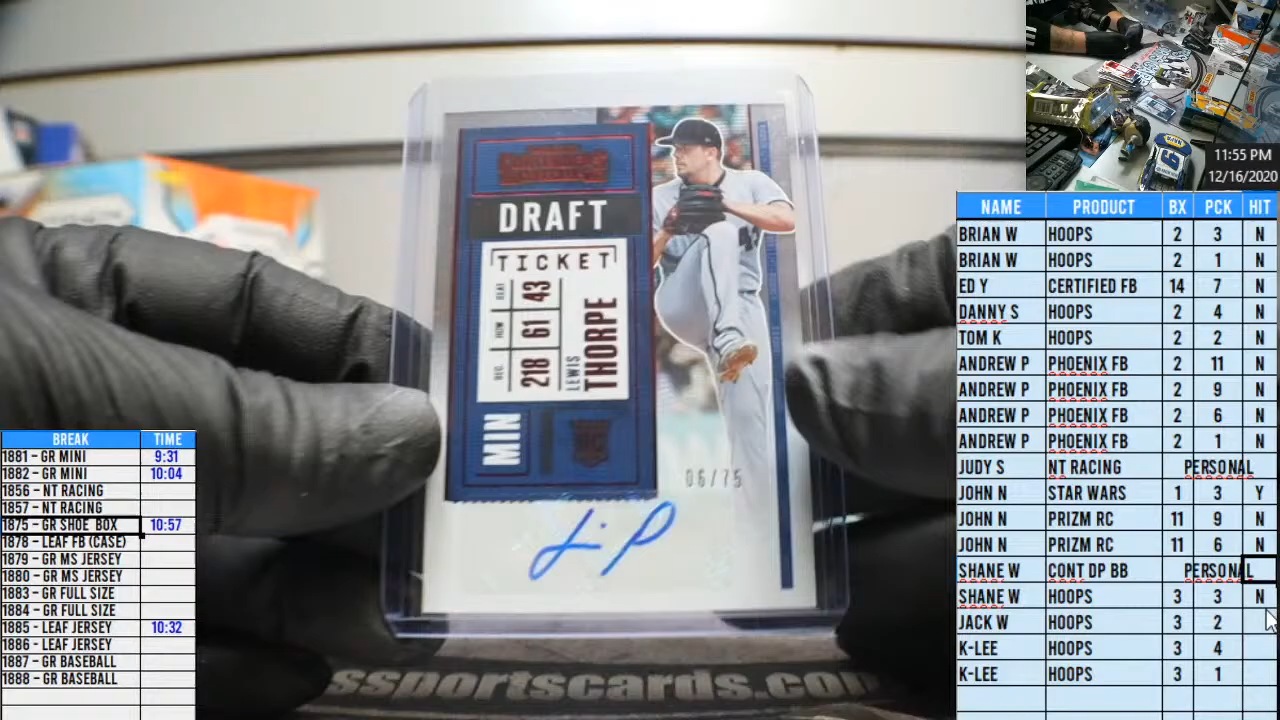 11:55 PM
12/16/2020
DRAFT
TICKET
SEAT 43
ROW 61
SEC. 218
LEWIS
THORPE
MIN
RC
06/75
ssportscards.com
BREAK TIME
1881 – GR MINI 9:31
1882 – GR MINI 10:04
1856 – NT RACING
1857 – NT RACING
1875 – GR SHOE BOX 10:57
1878 – LEAF FB (CASE)
1879 – GR MS JERSEY
1880 – GR MS JERSEY
1883 – GR FULL SIZE
1884 – GR FULL SIZE
1885 – LEAF JERSEY 10:32
1886 – LEAF JERSEY
1887 – GR BASEBALL
1888 – GR BASEBALL
NAME PRODUCT BX PCK HIT
BRIAN W HOOPS 2 3 N
BRIAN W HOOPS 2 1 N
ED Y CERTIFIED FB 14 7 N
DANNY S HOOPS 2 4 N
TOM K HOOPS 2 2 N
ANDREW P PHOENIX FB 2 11 N
ANDREW P PHOENIX FB 2 9 N
ANDREW P PHOENIX FB 2 6 N
ANDREW P PHOENIX FB 2 1 N
JUDY S NT RACING PERSONAL
JOHN N STAR WARS 1 3 Y
JOHN N PRIZM RC 11 9 N
JOHN N PRIZM RC 11 6 N
SHANE W CONT DP BB PERSONAL
SHANE W HOOPS 3 3 N
JACK W HOOPS 3 2
K-LEE HOOPS 3 4
K-LEE HOOPS 3 1